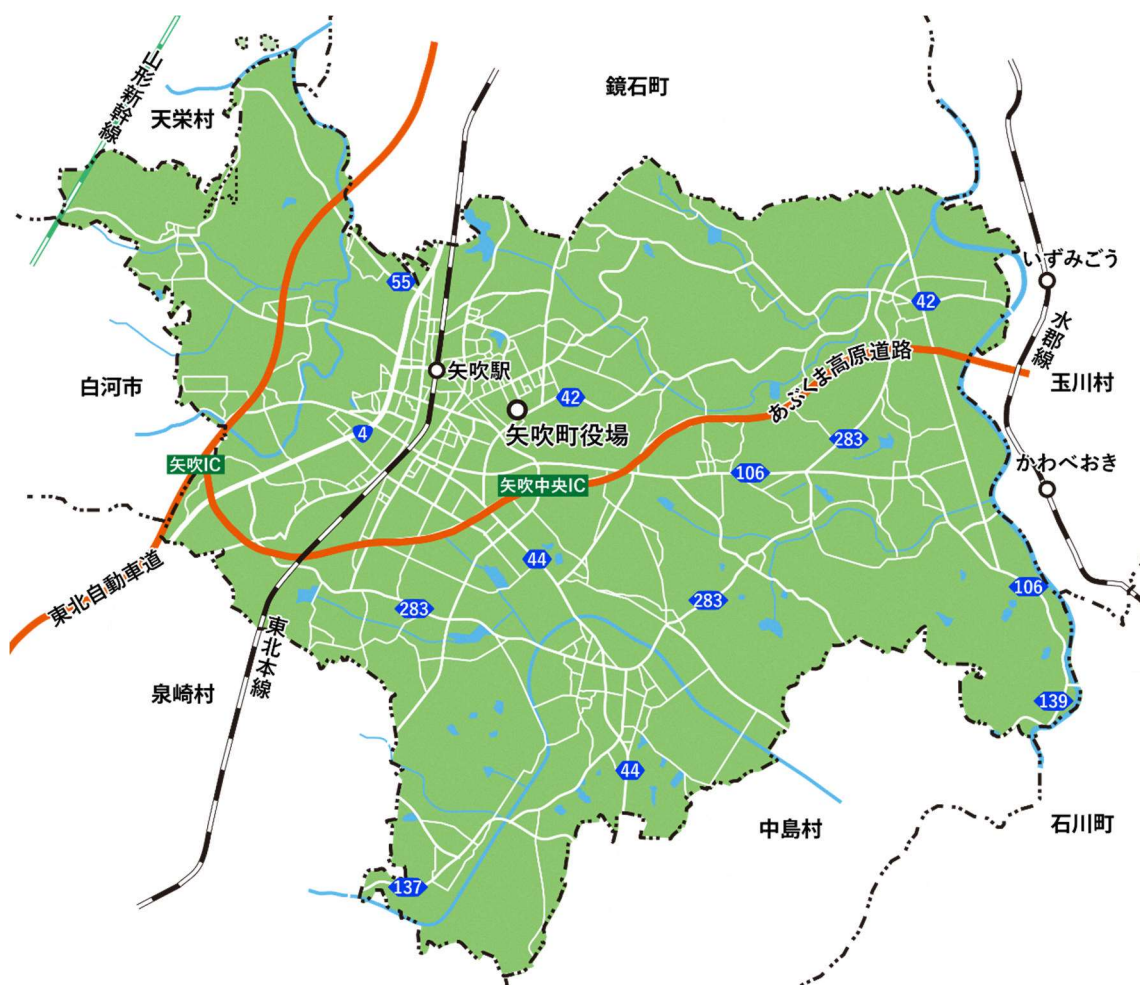 山形新幹線
天栄村
鏡石町
55
いずみごう
42
水郡線
矢吹駅
あぶくま高原道路
玉川村
白河市
42
矢吹町役場
4
283
矢吹IC
106
かわべおき
矢吹中央IC
44
東北自動車道
106
283
283
東北本線
泉崎村
139
44
中島村
石川町
137